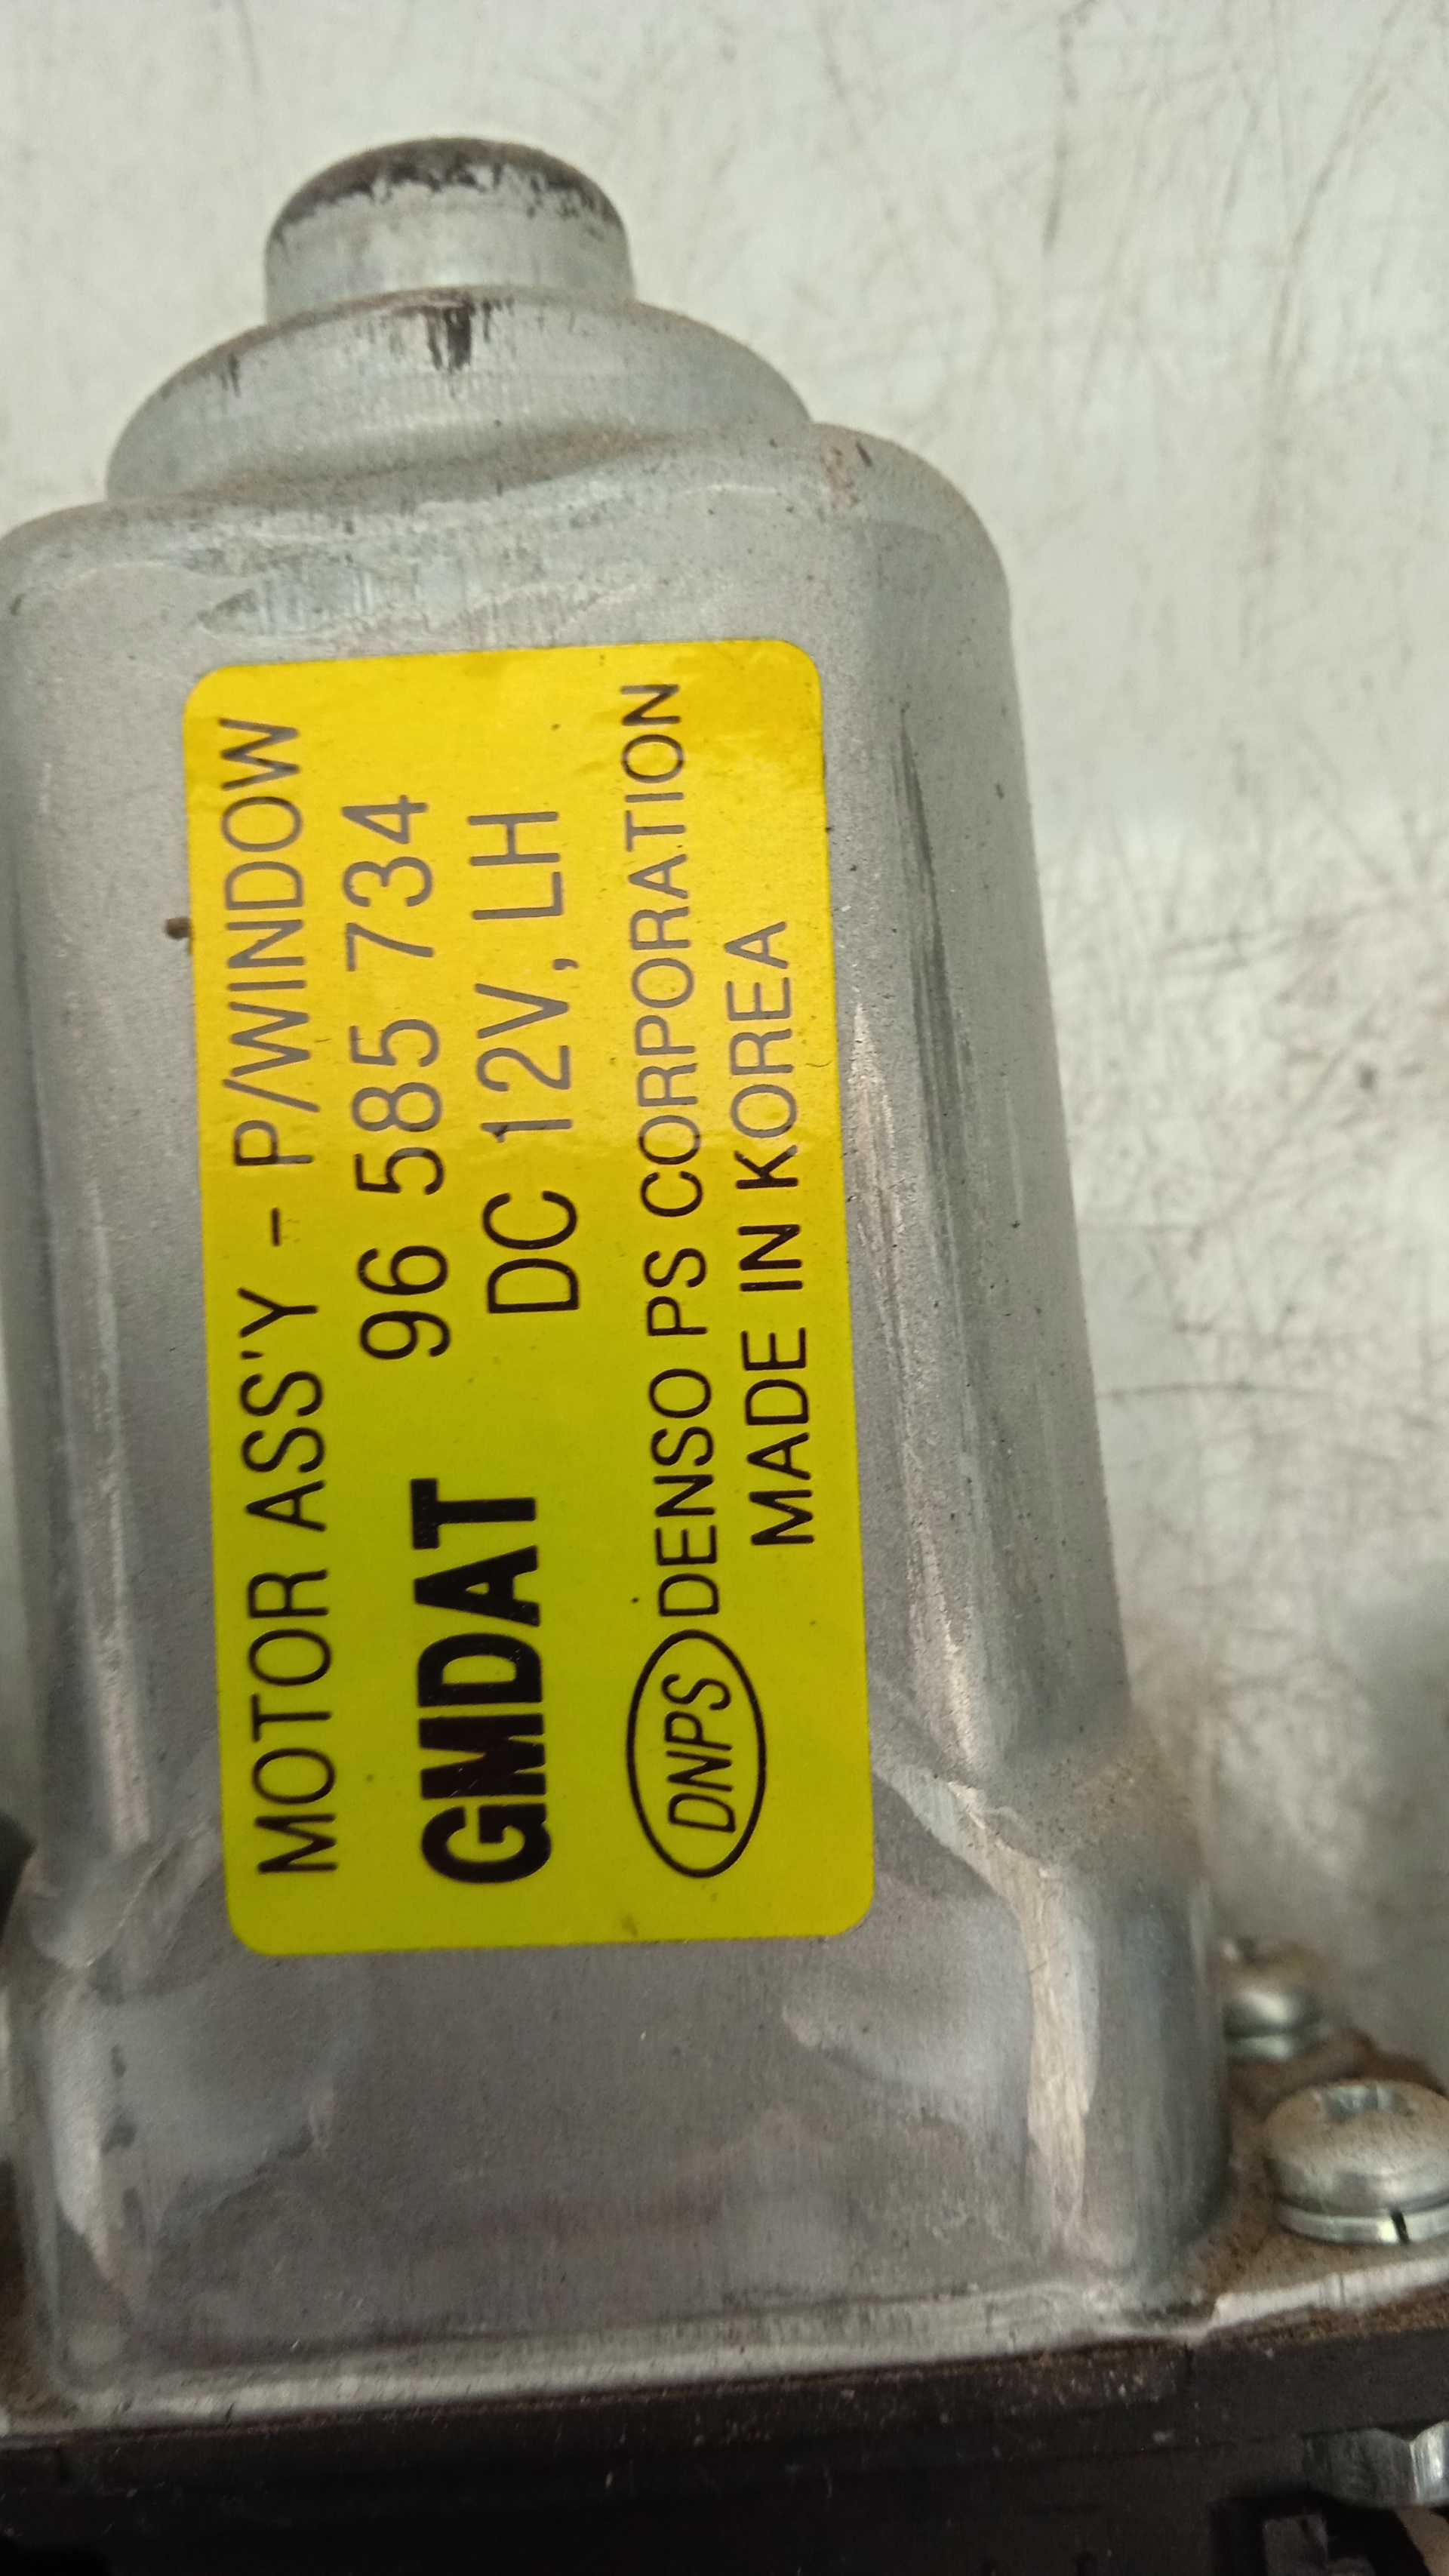 MOTOR ASS'Y - P/WINDOW
GMDAT 96 585 734
DC 12V, LH
DNPS DENSO PS CORPORATION
MADE IN KOREA